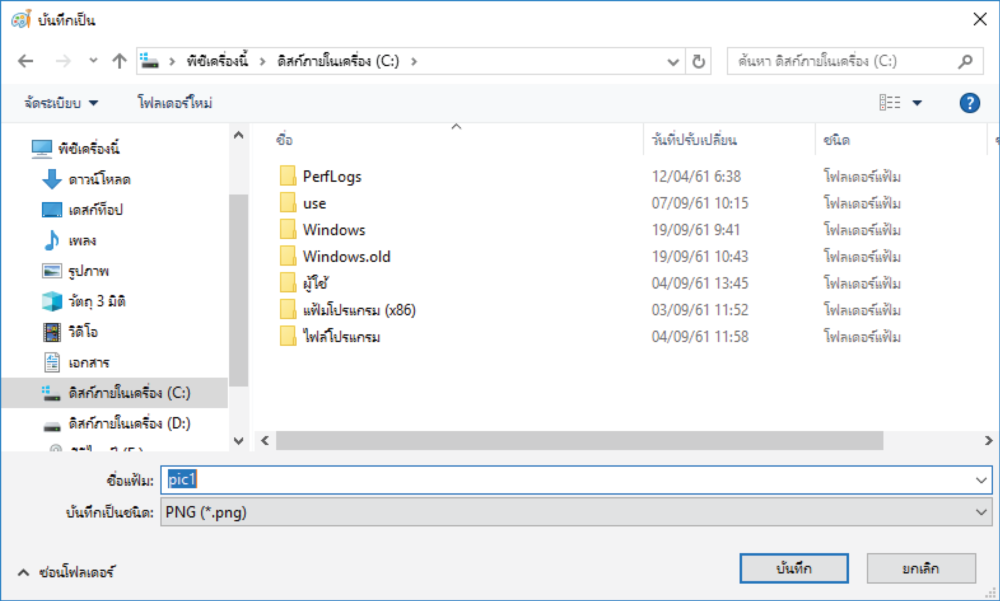 บันทึกเป็น
พีซีเครื่องนี้ › ดิสก์ภายในเครื่อง (C:) ›
ค้นหา ดิสก์ภายในเครื่อง (C:)
จัดระเบียบ โฟลเดอร์ใหม่
พีซีเครื่องนี้
ดาวน์โหลด
เดสก์ท็อป
เพลง
รูปภาพ
วัตถุ 3 มิติ
วิดีโอ
เอกสาร
ดิสก์ภายในเครื่อง (C:)
ดิสก์ภายในเครื่อง (D:)
ชื่อ วันที่ปรับเปลี่ยน ชนิด
PerfLogs 12/04/61 6:38 โฟลเดอร์แฟ้ม
use 07/09/61 10:15 โฟลเดอร์แฟ้ม
Windows 19/09/61 9:41 โฟลเดอร์แฟ้ม
Windows.old 19/09/61 10:43 โฟลเดอร์แฟ้ม
ผู้ใช้ 04/09/61 13:45 โฟลเดอร์แฟ้ม
แฟ้มโปรแกรม (x86) 03/09/61 11:52 โฟลเดอร์แฟ้ม
ไฟล์โปรแกรม 04/09/61 11:58 โฟลเดอร์แฟ้ม
ชื่อแฟ้ม: pic1
บันทึกเป็นชนิด: PNG (*.png)
ซ่อนโฟลเดอร์
บันทึก ยกเลิก